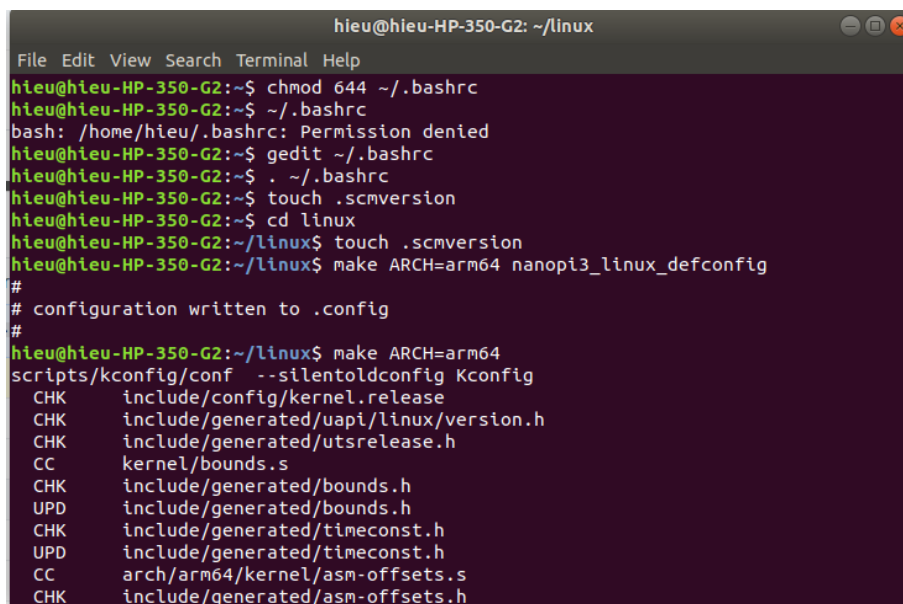 hieu@hieu-HP-350-G2: ~/linux
File Edit View Search Terminal Help
hieu@hieu-HP-350-G2:~$ chmod 644 ~/.bashrc
hieu@hieu-HP-350-G2:~$ ~/.bashrc
bash: /home/hieu/.bashrc: Permission denied
hieu@hieu-HP-350-G2:~$ gedit ~/.bashrc
hieu@hieu-HP-350-G2:~$ . ~/.bashrc
hieu@hieu-HP-350-G2:~$ touch .scmversion
hieu@hieu-HP-350-G2:~$ cd linux
hieu@hieu-HP-350-G2:~/linux$ touch .scmversion
hieu@hieu-HP-350-G2:~/linux$ make ARCH=arm64 nanopi3_linux_defconfig
#
# configuration written to .config
#
hieu@hieu-HP-350-G2:~/linux$ make ARCH=arm64
scripts/kconfig/conf  --silentoldconfig Kconfig
  CHK     include/config/kernel.release
  CHK     include/generated/uapi/linux/version.h
  CHK     include/generated/utsrelease.h
  CC      kernel/bounds.s
  CHK     include/generated/bounds.h
  UPD     include/generated/bounds.h
  CHK     include/generated/timeconst.h
  UPD     include/generated/timeconst.h
  CC      arch/arm64/kernel/asm-offsets.s
  CHK     include/generated/asm-offsets.h